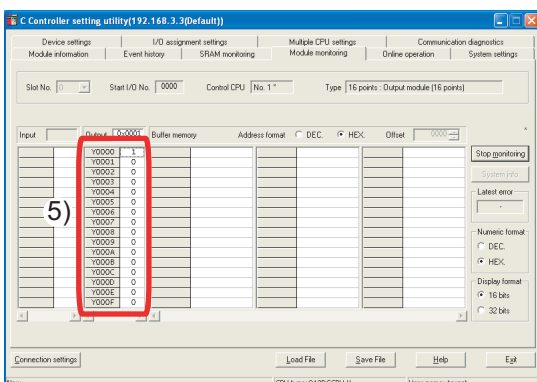 C Controller setting utility(192.168.3.3(Default))
Device settings I/O assignment settings Multiple CPU settings Communication diagnostics
Module information Event history SRAM monitoring Module monitoring Online operation System settings
Slot No. 0 Start I/O No. 0000 Control CPU No. 1 * Type 16 points : Output module (16 points)
Input Output 0x0001 Buffer memory Address format DEC. HEX. Offset 0000 *
Y0000 1 Stop monitoring
Y0001 0
Y0002 0 System info
Y0003 0
Y0004 0 Latest error
Y0005 0 -
5) Y0006 0
Y0007 0
Y0008 0 Numeric format
Y0009 0 DEC.
Y000A 0
Y000B 0 HEX.
Y000C 0
Y000D 0 Display format
Y000E 0 16 bits
Y000F 0 32 bits
Connection settings Load File Save File Help Exit